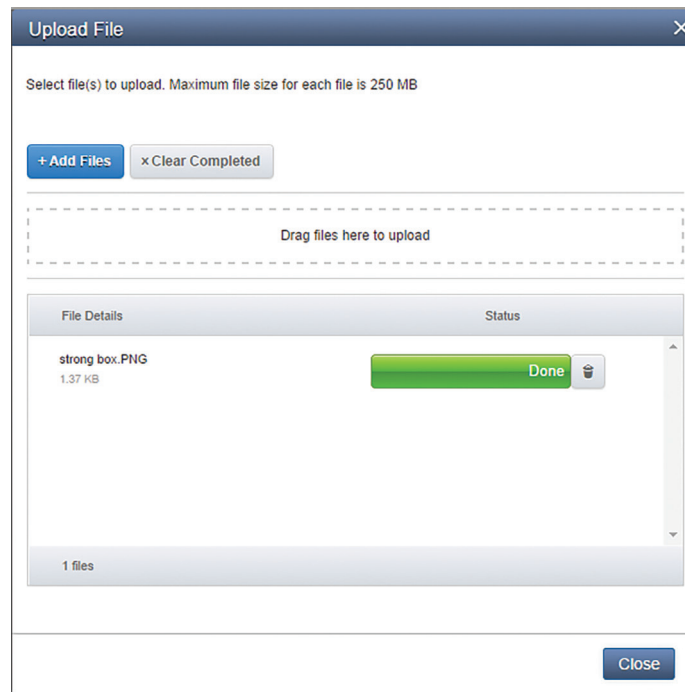 Upload File
Select file(s) to upload. Maximum file size for each file is 250 MB
+ Add Files
× Clear Completed
Drag files here to upload
File Details Status
strong box.PNG
Done
1.37 KB
1 files
Close